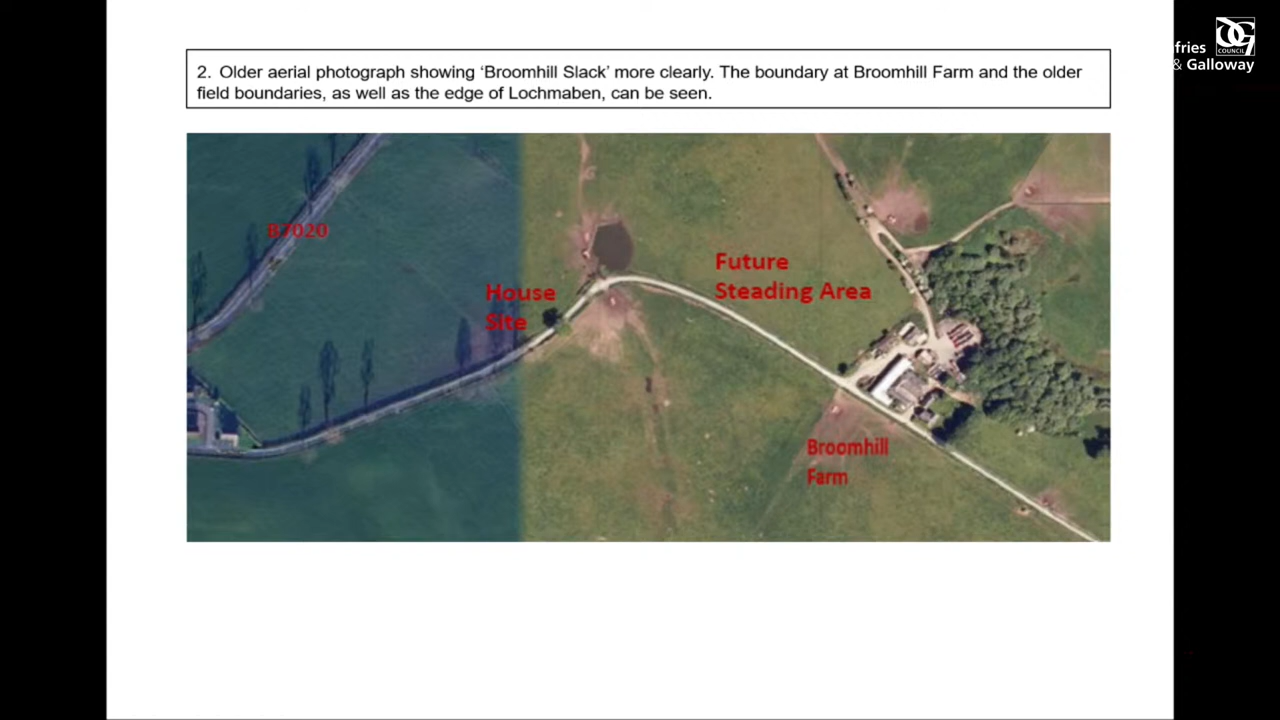 fries
COUNCIL
& Galloway
2. Older aerial photograph showing ‘Broomhill Slack’ more clearly. The boundary at Broomhill Farm and the older
field boundaries, as well as the edge of Lochmaben, can be seen.
B7020
Future
Steading Area
House
Site
Broomhill
Farm